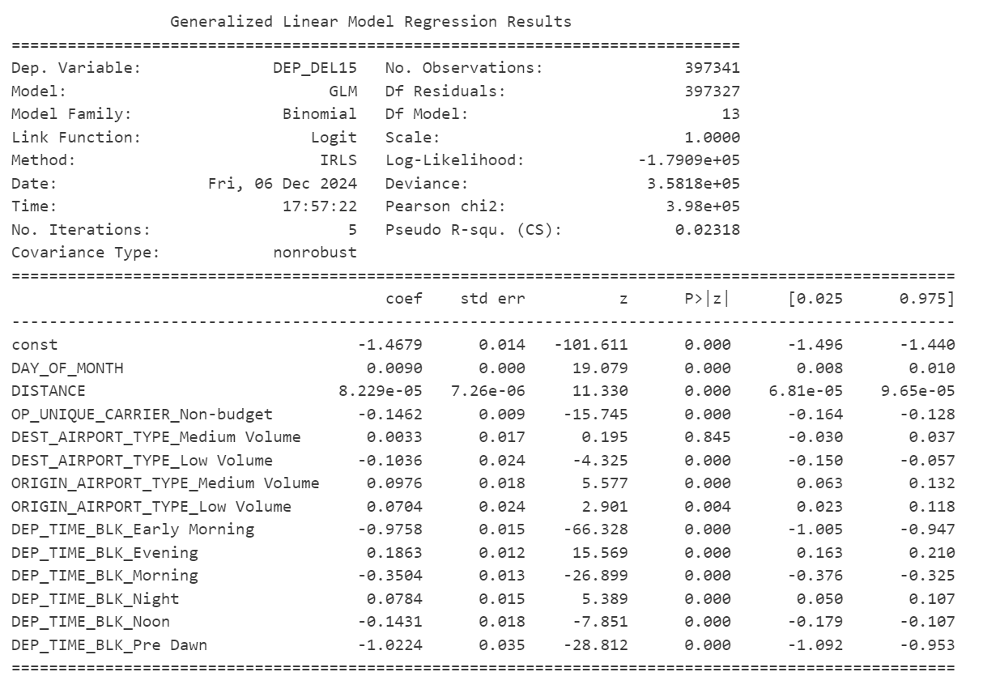 Generalized Linear Model Regression Results
==============================================================================
Dep. Variable: DEP_DEL15 No. Observations: 397341
Model: GLM Df Residuals: 397327
Model Family: Binomial Df Model: 13
Link Function: Logit Scale: 1.0000
Method: IRLS Log-Likelihood: -1.7909e+05
Date: Fri, 06 Dec 2024 Deviance: 3.5818e+05
Time: 17:57:22 Pearson chi2: 3.98e+05
No. Iterations: 5 Pseudo R-squ. (CS): 0.02318
Covariance Type: nonrobust
=====================================================================================================
coef std err z P>|z| [0.025 0.975]
-----------------------------------------------------------------------------------------------------
const -1.4679 0.014 -101.611 0.000 -1.496 -1.440
DAY_OF_MONTH 0.0090 0.000 19.079 0.000 0.008 0.010
DISTANCE 8.229e-05 7.26e-06 11.330 0.000 6.81e-05 9.65e-05
OP_UNIQUE_CARRIER_Non-budget -0.1462 0.009 -15.745 0.000 -0.164 -0.128
DEST_AIRPORT_TYPE_Medium Volume 0.0033 0.017 0.195 0.845 -0.030 0.037
DEST_AIRPORT_TYPE_Low Volume -0.1036 0.024 -4.325 0.000 -0.150 -0.057
ORIGIN_AIRPORT_TYPE_Medium Volume 0.0976 0.018 5.577 0.000 0.063 0.132
ORIGIN_AIRPORT_TYPE_Low Volume 0.0704 0.024 2.901 0.004 0.023 0.118
DEP_TIME_BLK_Early Morning -0.9758 0.015 -66.328 0.000 -1.005 -0.947
DEP_TIME_BLK_Evening 0.1863 0.012 15.569 0.000 0.163 0.210
DEP_TIME_BLK_Morning -0.3504 0.013 -26.899 0.000 -0.376 -0.325
DEP_TIME_BLK_Night 0.0784 0.015 5.389 0.000 0.050 0.107
DEP_TIME_BLK_Noon -0.1431 0.018 -7.851 0.000 -0.179 -0.107
DEP_TIME_BLK_Pre Dawn -1.0224 0.035 -28.812 0.000 -1.092 -0.953
=====================================================================================================